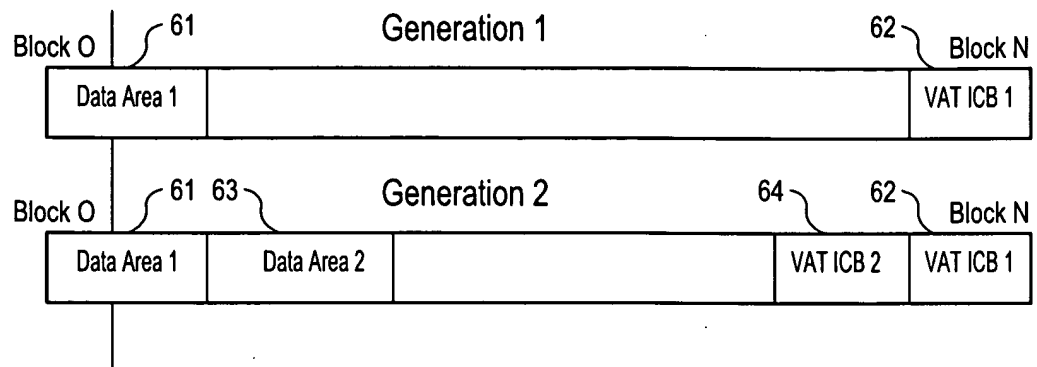 61 Generation 1 62
Block O Block N
Data Area 1 VAT ICB 1
61 63 Generation 2 64 62
Block O Block N
Data Area 1 Data Area 2 VAT ICB 2 VAT ICB 1